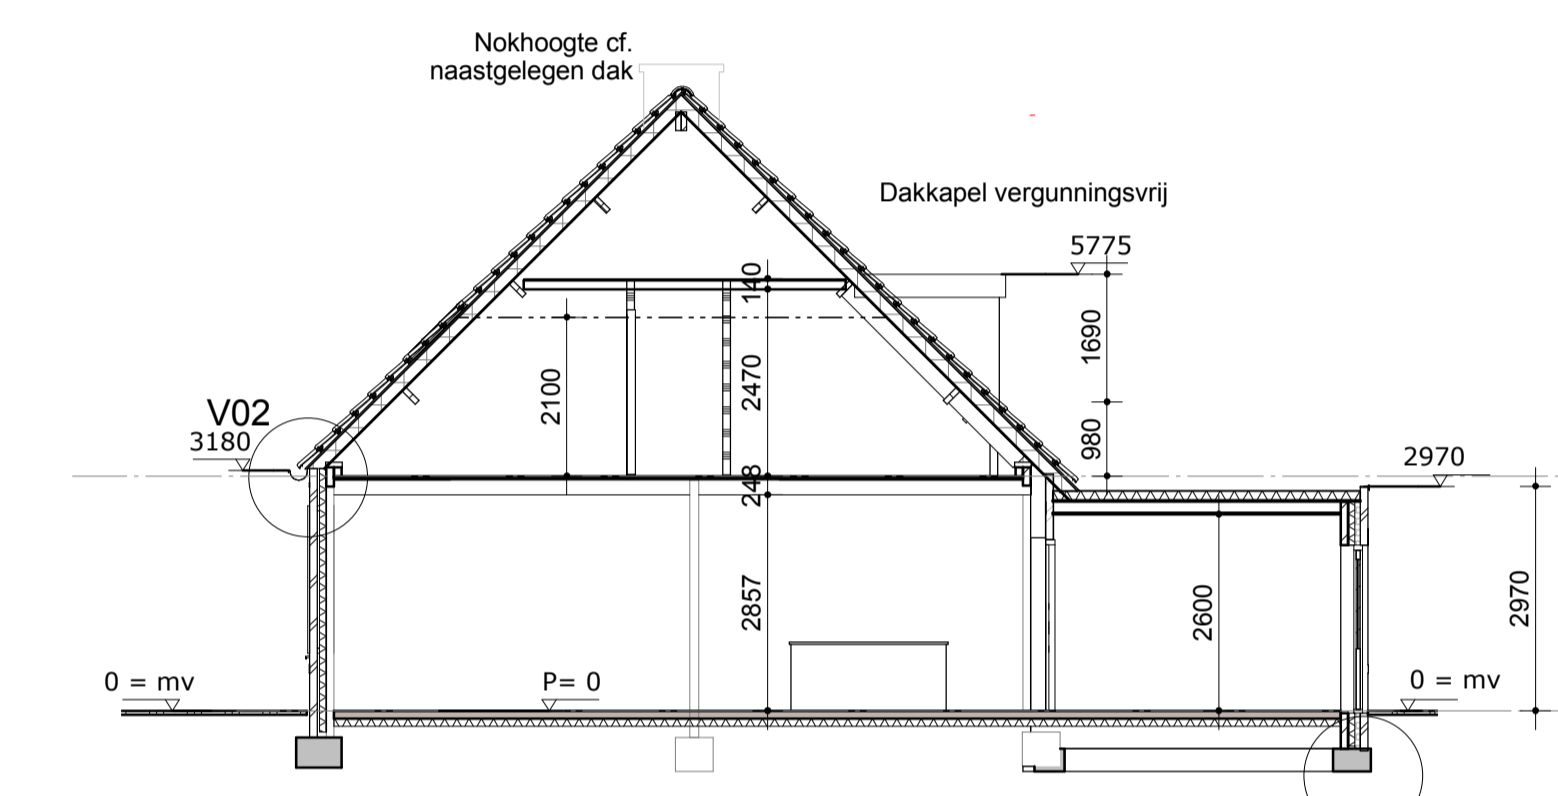 Nokhoogte cf.
naastgelegen dak
Dakkapel vergunningsvrij
5775
140
1690
2100
2470
980
V02
3180
248
2970
2857
2600
2970
0 = mv
P= 0
0 = mv